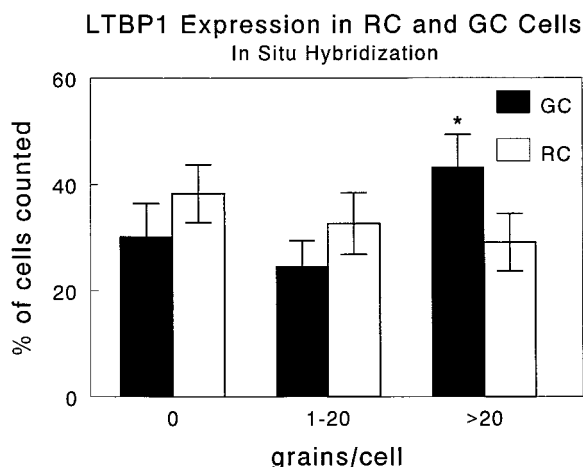 LTBP1 Expression in RC and GC Cells
In Situ Hybridization
% of cells counted
60
40
20
0
*
GC
RC
0 1-20 >20
grains/cell